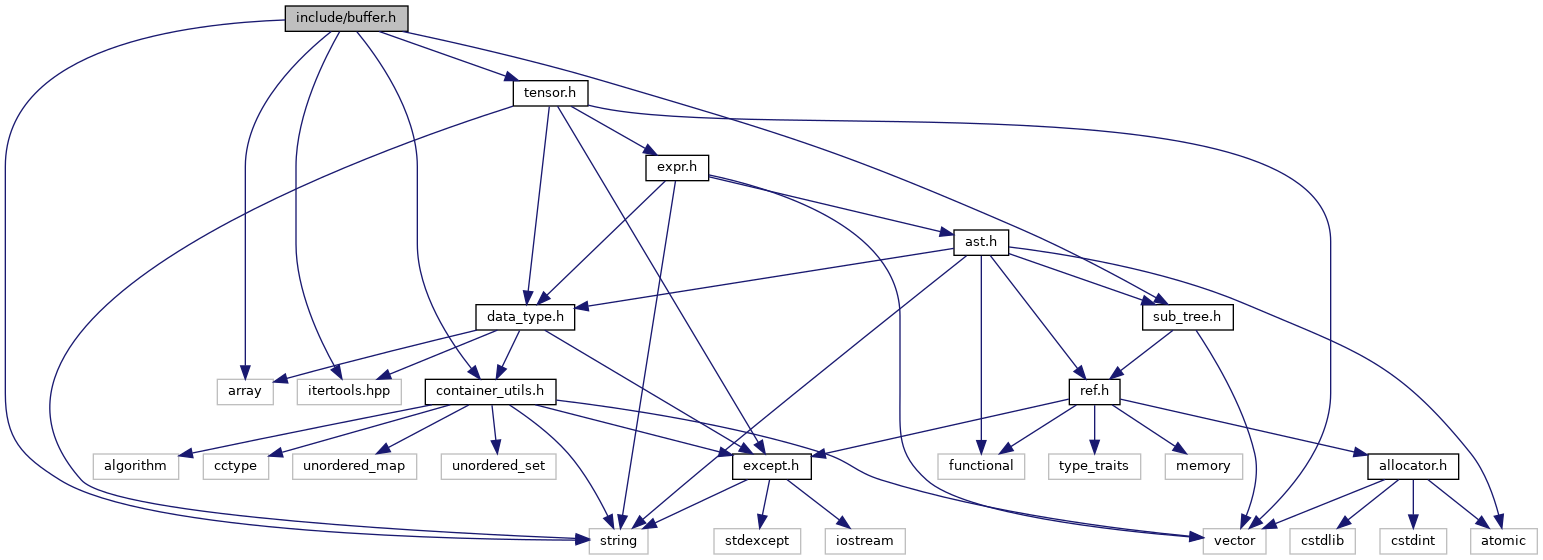 include/buffer.h
tensor.h
expr.h
ast.h
data_type.h
sub_tree.h
array
itertools.hpp
container_utils.h
ref.h
algorithm
cctype
unordered_map
unordered_set
except.h
functional
type_traits
memory
allocator.h
string
stdexcept
iostream
vector
cstdlib
cstdint
atomic